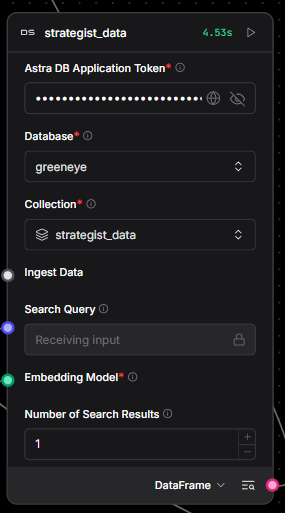 DS strategist_data 4.53s
Astra DB Application Token*
••••••••••••••••••••••••••
Database*
greeneye
Collection*
strategist_data
Ingest Data
Search Query
Receiving input
Embedding Model*
Number of Search Results
1
DataFrame